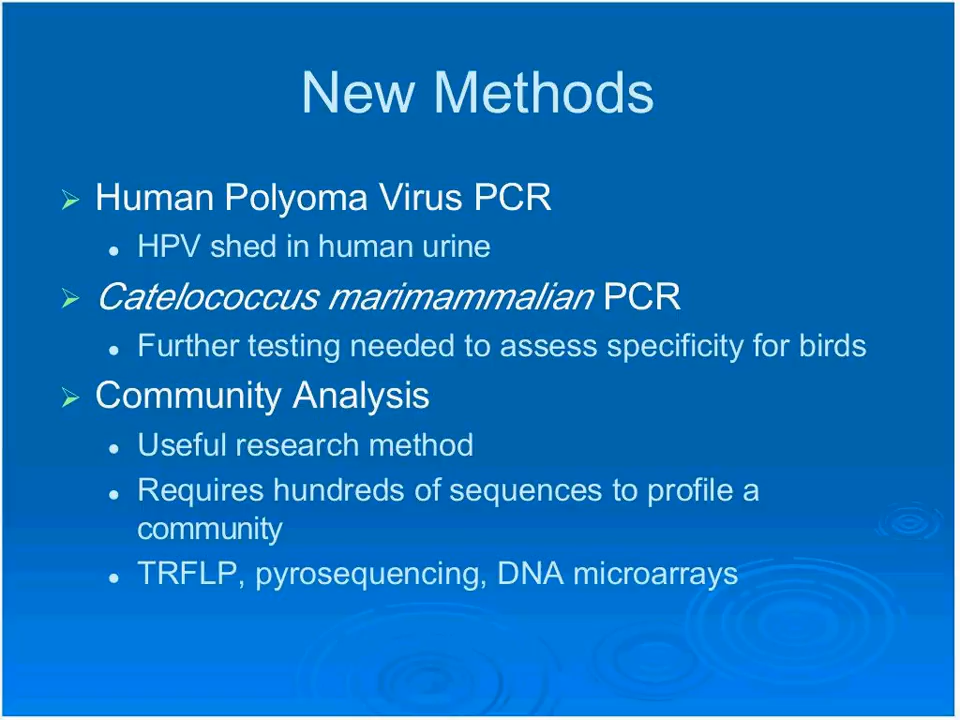 New Methods
Human Polyoma Virus PCR
HPV shed in human urine
Catelococcus marimammalian PCR
Further testing needed to assess specificity for birds
Community Analysis
Useful research method
Requires hundreds of sequences to profile a
community
TRFLP, pyrosequencing, DNA microarrays